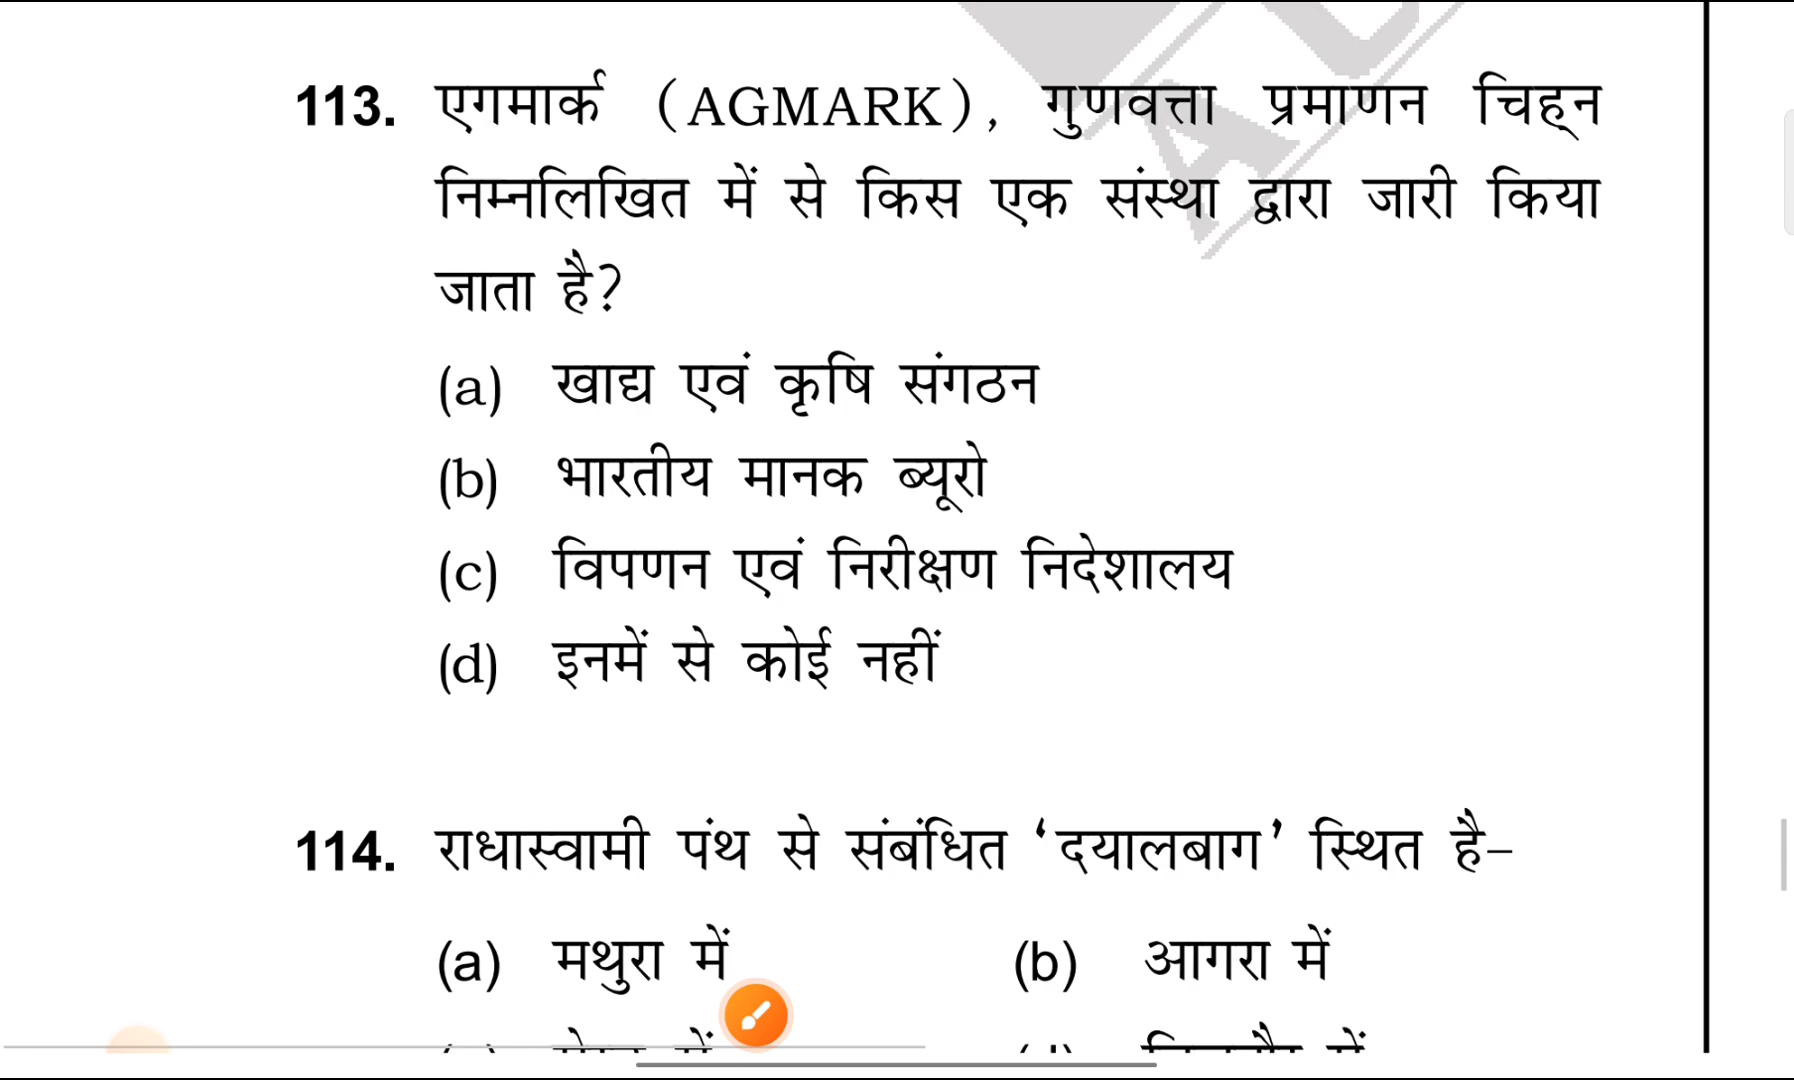 113. एगमार्क (AGMARK), गुणवत्ता प्रमाणन चिह्न
निम्नलिखित में से किस एक संस्था द्वारा जारी किया
जाता है?
(a) खाद्य एवं कृषि संगठन
(b) भारतीय मानक ब्यूरो
(c) विपणन एवं निरीक्षण निदेशालय
(d) इनमें से कोई नहीं
114. राधास्वामी पंथ से संबंधित ‘दयालबाग’ स्थित है–
(a) मथुरा में (b) आगरा में